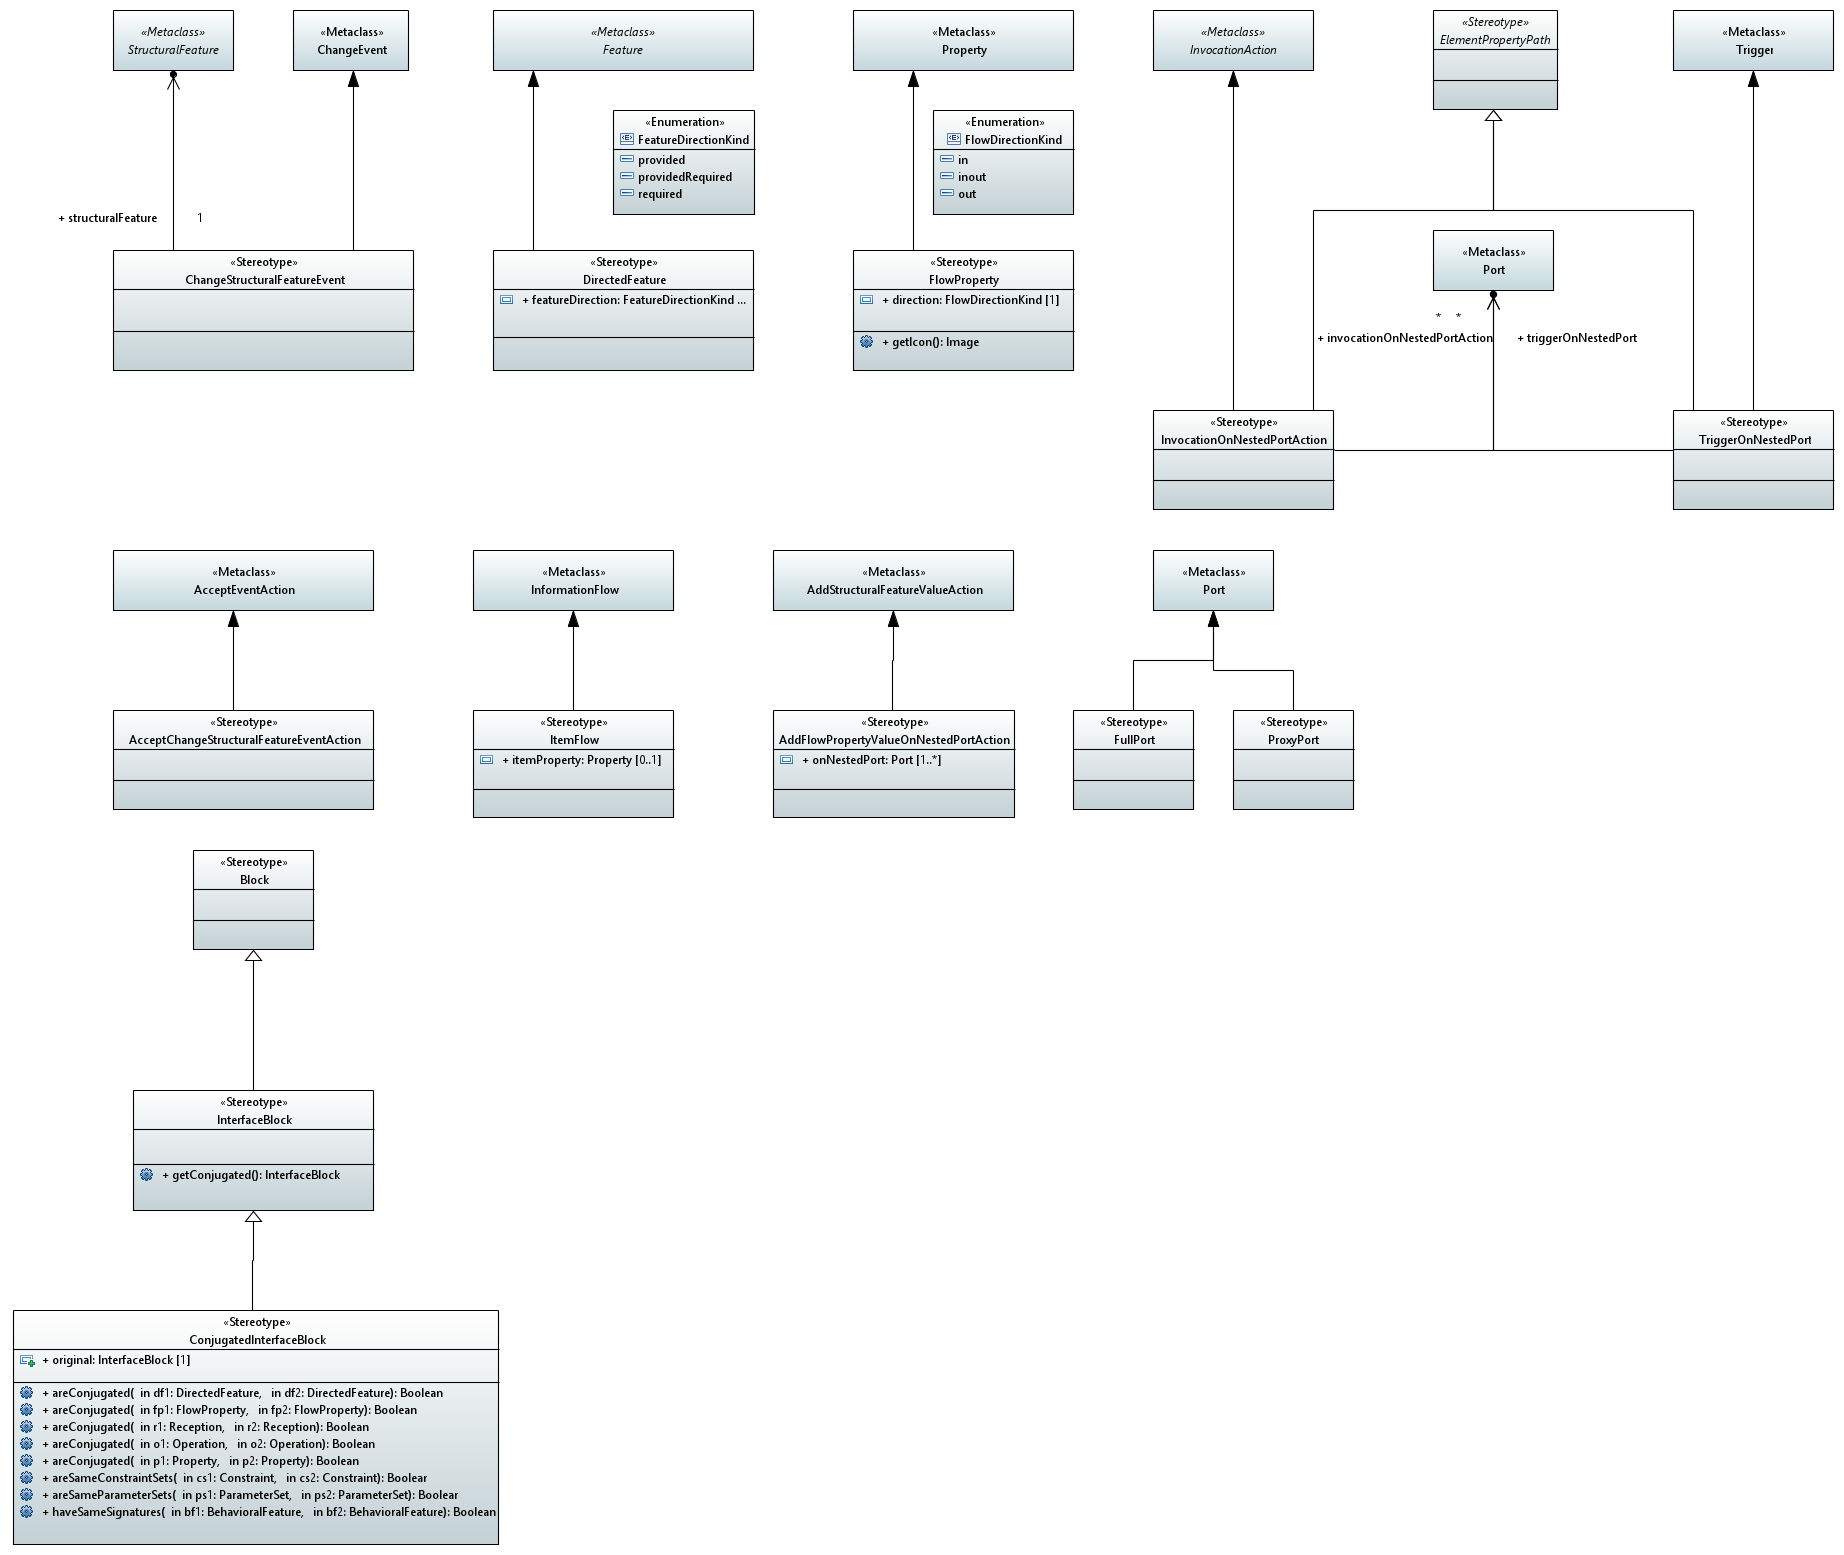 «Metaclass»
StructuralFeature
«Metaclass»
ChangeEvent
«Metaclass»
Feature
«Metaclass»
Property
«Metaclass»
InvocationAction
«Stereotype»
ElementPropertyPath
«Metaclass»
Trigger
«Enumeration»
FeatureDirectionKind
provided
providedRequired
required
«Enumeration»
FlowDirectionKind
in
inout
out
+ structuralFeature
1
«Stereotype»
ChangeStructuralFeatureEvent
«Stereotype»
DirectedFeature
+ featureDirection: FeatureDirectionKind ...
«Stereotype»
FlowProperty
+ direction: FlowDirectionKind [1]
+ getIcon(): Image
«Metaclass»
Port
* *
+ invocationOnNestedPortAction
+ triggerOnNestedPort
«Stereotype»
InvocationOnNestedPortAction
«Stereotype»
TriggerOnNestedPort
«Metaclass»
AcceptEventAction
«Metaclass»
InformationFlow
«Metaclass»
AddStructuralFeatureValueAction
«Metaclass»
Port
«Stereotype»
AcceptChangeStructuralFeatureEventAction
«Stereotype»
ItemFlow
+ itemProperty: Property [0..1]
«Stereotype»
AddFlowPropertyValueOnNestedPortAction
+ onNestedPort: Port [1..*]
«Stereotype»
FullPort
«Stereotype»
ProxyPort
«Stereotype»
Block
«Stereotype»
InterfaceBlock
+ getConjugated(): InterfaceBlock
«Stereotype»
ConjugatedInterfaceBlock
+ original: InterfaceBlock [1]
+ areConjugated( in df1: DirectedFeature, in df2: DirectedFeature): Boolean
+ areConjugated( in fp1: FlowProperty, in fp2: FlowProperty): Boolean
+ areConjugated( in r1: Reception, in r2: Reception): Boolean
+ areConjugated( in o1: Operation, in o2: Operation): Boolean
+ areConjugated( in p1: Property, in p2: Property): Boolean
+ areSameConstraintSets( in cs1: Constraint, in cs2: Constraint): Boolean
+ areSameParameterSets( in ps1: ParameterSet, in ps2: ParameterSet): Boolean
+ haveSameSignatures( in bf1: BehavioralFeature, in bf2: BehavioralFeature): Boolean